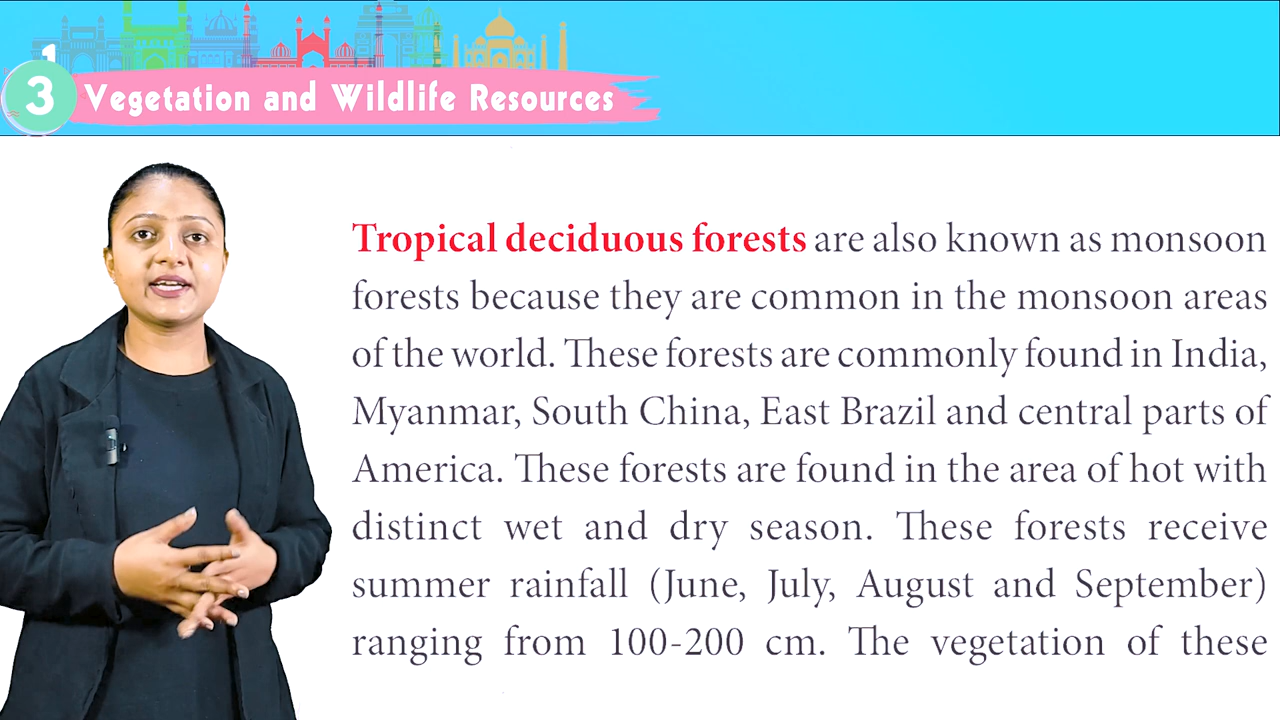 1
3 Vegetation and Wildlife Resources
Tropical deciduous forests are also known as monsoon
forests because they are common in the monsoon areas
of the world. These forests are commonly found in India,
Myanmar, South China, East Brazil and central parts of
America. These forests are found in the area of hot with
distinct wet and dry season. These forests receive
summer rainfall (June, July, August and September)
ranging from 100-200 cm. The vegetation of these